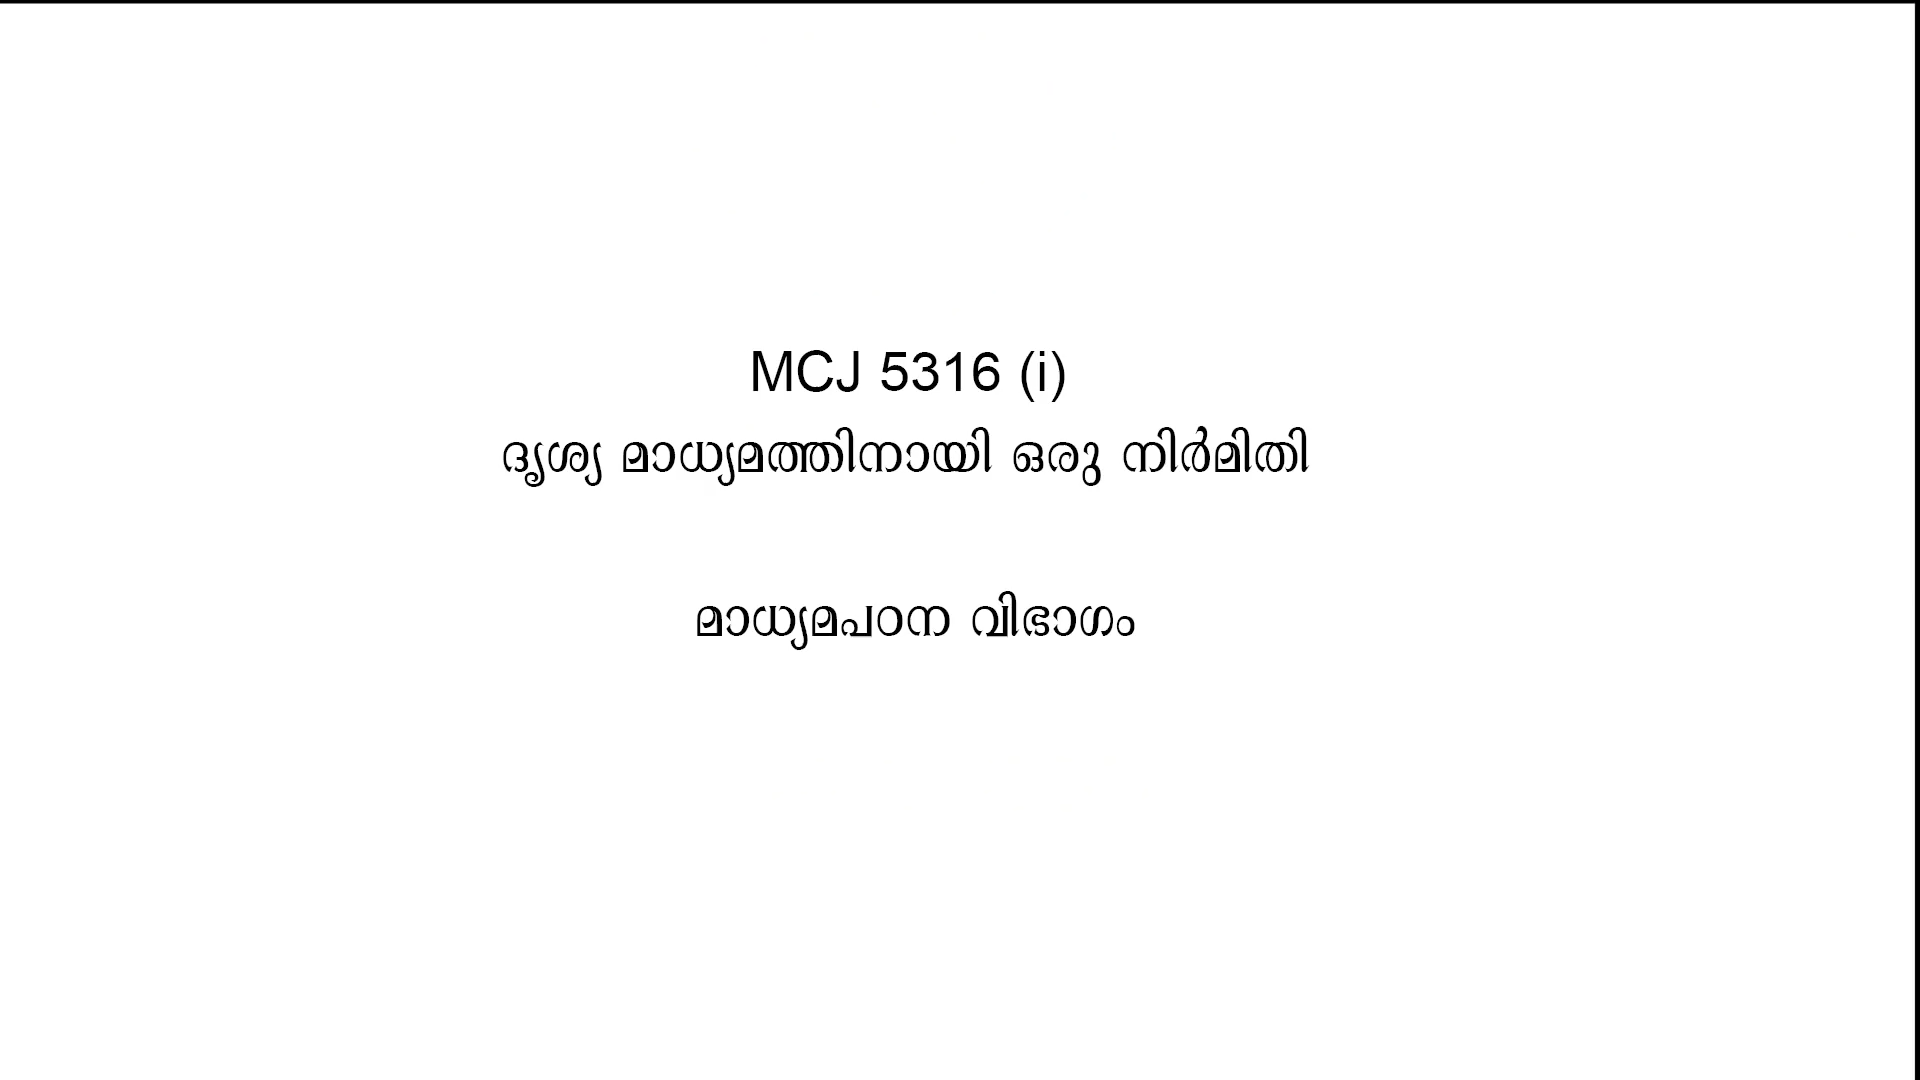 MCJ 5316 (i)
ദൃശ്യ മാധ്യമത്തിനായി ഒരു നിർമിതി
മാധ്യമപഠന വിഭാഗം